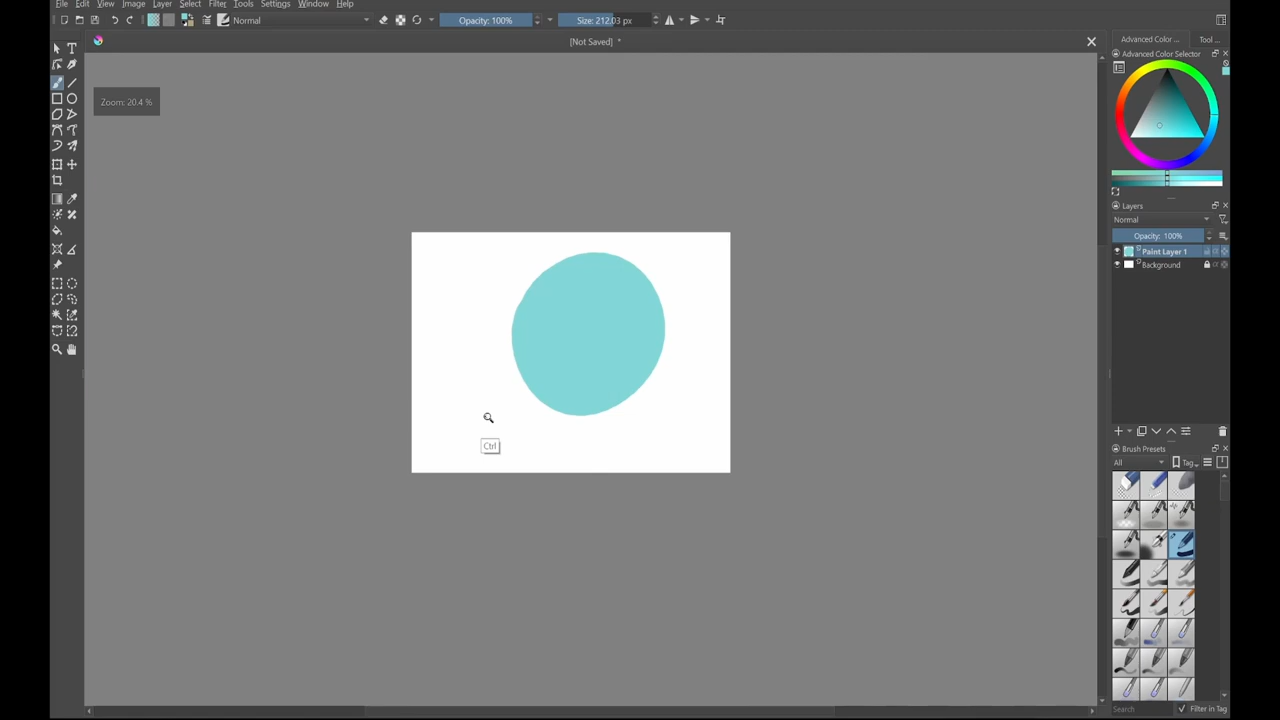 File Edit View Image Layer Select Filter Tools Settings Window Help
Normal Opacity: 100% Size: 212.03 px
[Not Saved] *
Advanced Color ... Tool ...
Advanced Color Selector
Zoom: 20.4 %
Layers
Normal
Opacity: 100%
Paint Layer 1
Background
Ctrl
Brush Presets
All Tag
Search Filter in Tag